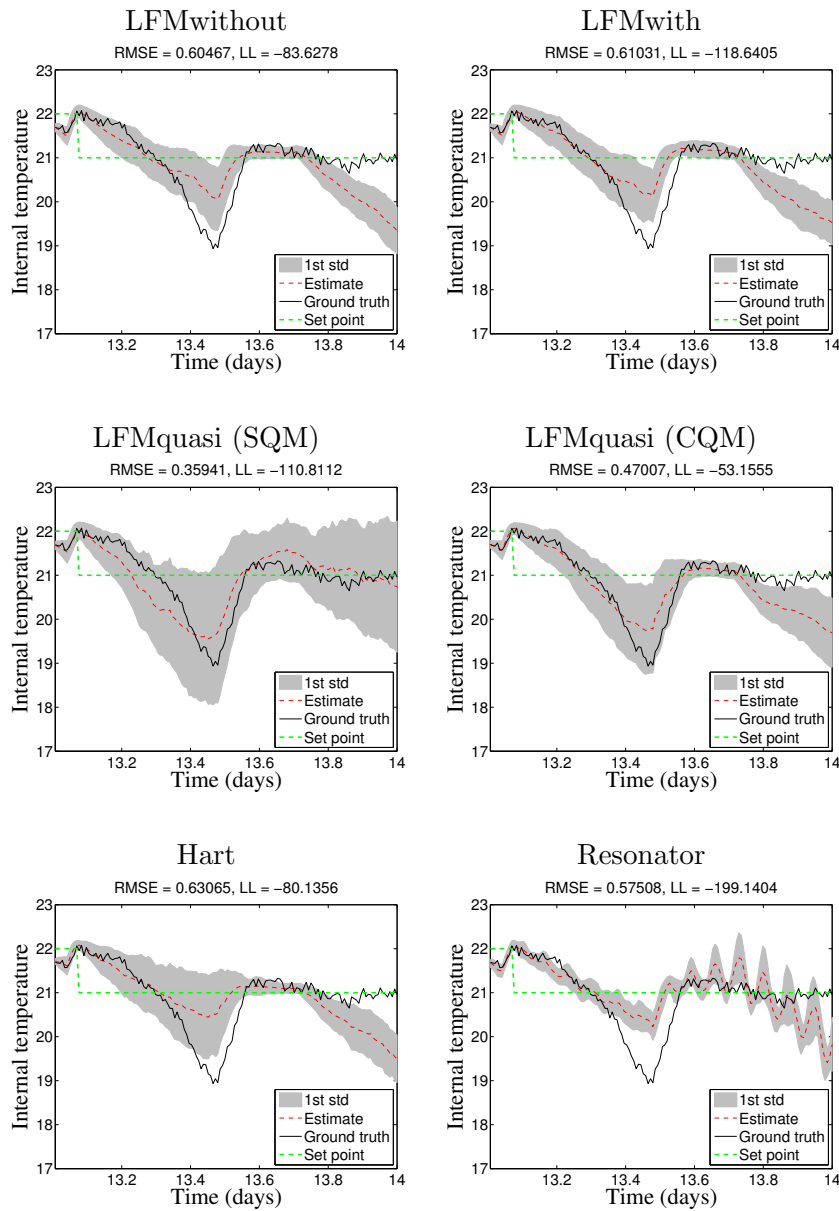 LFMwithout
RMSE = 0.60467, LL = −83.6278
Internal temperature
23
22
21
20
19
18
17
1st std
Estimate
Ground truth
Set point
13.2
13.4
13.6
13.8
14
Time (days)
LFMwith
RMSE = 0.61031, LL = −118.6405
Internal temperature
23
22
21
20
19
18
17
1st std
Estimate
Ground truth
Set point
13.2
13.4
13.6
13.8
14
Time (days)
LFMquasi (SQM)
RMSE = 0.35941, LL = −110.8112
Internal temperature
23
22
21
20
19
18
17
1st std
Estimate
Ground truth
Set point
13.2
13.4
13.6
13.8
14
Time (days)
LFMquasi (CQM)
RMSE = 0.47007, LL = −53.1555
Internal temperature
23
22
21
20
19
18
17
1st std
Estimate
Ground truth
Set point
13.2
13.4
13.6
13.8
14
Time (days)
Hart
RMSE = 0.63065, LL = −80.1356
Internal temperature
23
22
21
20
19
18
17
1st std
Estimate
Ground truth
Set point
13.2
13.4
13.6
13.8
14
Time (days)
Resonator
RMSE = 0.57508, LL = −199.1404
Internal temperature
23
22
21
20
19
18
17
1st std
Estimate
Ground truth
Set point
13.2
13.4
13.6
13.8
14
Time (days)